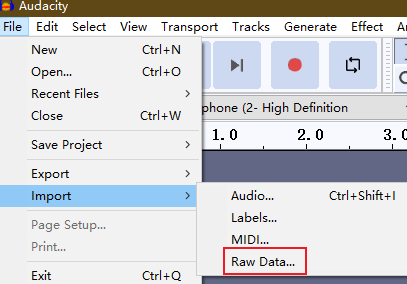 Audacity
File Edit Select View Transport Tracks Generate Effect
New Ctrl+N
Open... Ctrl+O
Recent Files
Close Ctrl+W
phone (2- High Definition
1.0 2.0 3.0
Save Project
Export
Import
Audio... Ctrl+Shift+I
Page Setup...
Labels...
Print...
MIDI...
Raw Data...
Exit Ctrl+Q